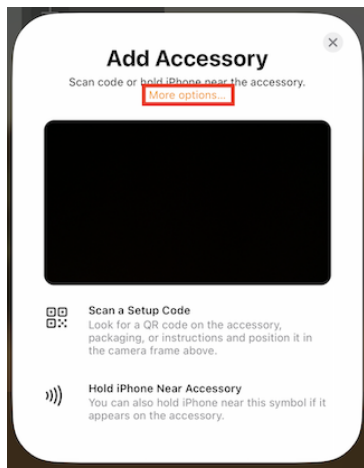 Add Accessory
Scan code or hold iPhone near the accessory.
More options...
Scan a Setup Code
Look for a QR code on the accessory,
packaging, or instructions and position it in
the camera frame above.
Hold iPhone Near Accessory
You can also hold iPhone near this symbol if it
appears on the accessory.